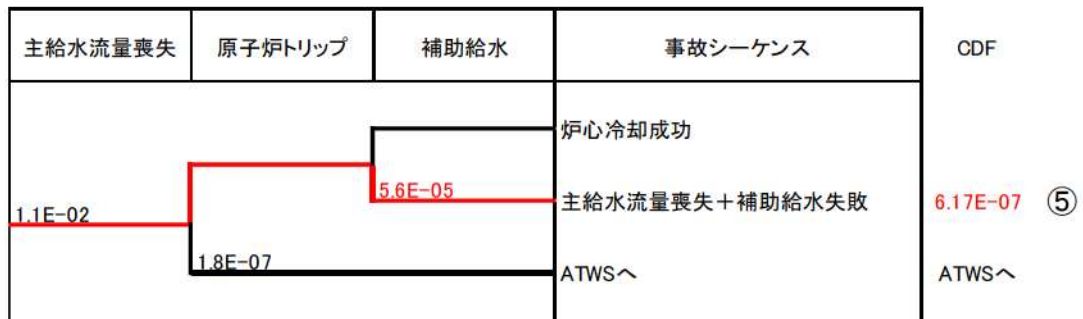 主給水流量喪失 原子炉トリップ 補助給水 事故シーケンス CDF
炉心冷却成功
5.6E-05 主給水流量喪失＋補助給水失敗 6.17E-07 ⑤
1.1E-02
1.8E-07 ATWSへ ATWSへ